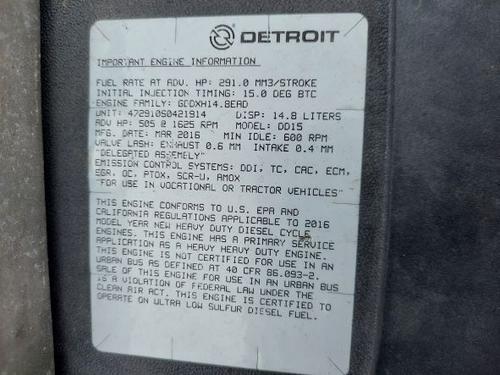 DETROIT
IMPORTANT ENGINE INFORMATION
FUEL RATE AT ADV. HP: 291.0 MM3/STROKE
INITIAL INJECTION TIMING: 15.0 DEG BTC
ENGINE FAMILY: GDDXH14.8EAD
UNIT: 472910S0421914 DISP: 14.8 LITERS
ADV HP: 505 @ 1625 RPM MODEL: DD15
MFG. DATE: MAR 2016 MIN IDLE: 600 RPM
VALVE LASH: EXHAUST 0.6 MM INTAKE 0.4 MM
"DELEGATED ASSEMBLY"
EMISSION CONTROL SYSTEMS: DDI, TC, CAC, ECM,
EGR, OC, PTOX, SCR-U, AMOX
"FOR USE IN VOCATIONAL OR TRACTOR VEHICLES"
THIS ENGINE CONFORMS TO U.S. EPA AND
CALIFORNIA REGULATIONS APPLICABLE TO 2016
MODEL YEAR NEW HEAVY DUTY DIESEL CYCLE
ENGINES. THIS ENGINE HAS A PRIMARY SERVICE
APPLICATION AS A HEAVY HEAVY DUTY ENGINE.
THIS ENGINE IS NOT CERTIFIED FOR USE IN AN
URBAN BUS AS DEFINED AT 40 CFR 86.093-2.
SALE OF THIS ENGINE FOR USE IN AN URBAN BUS
IS A VIOLATION OF FEDERAL LAW UNDER THE
CLEAN AIR ACT. THIS ENGINE IS CERTIFIED TO
OPERATE ON ULTRA LOW SULFUR DIESEL FUEL.